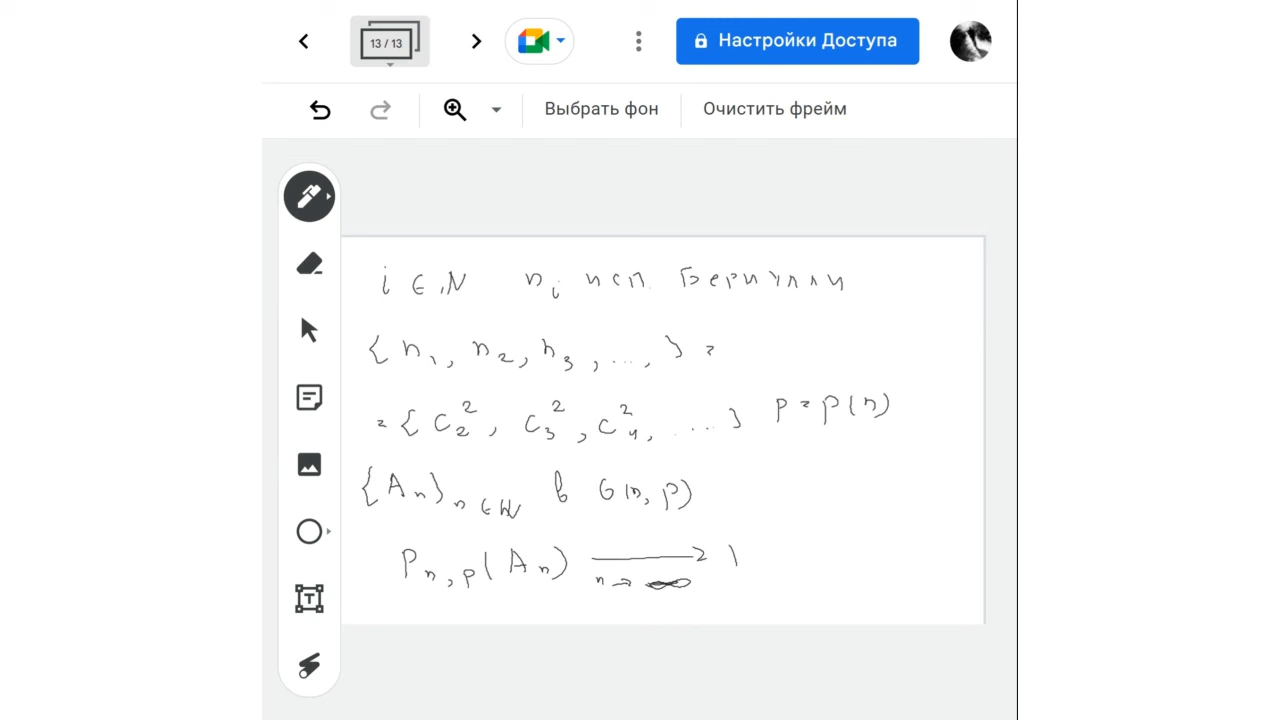 13 / 13
Настройки Доступа
Выбрать фон
Очистить фрейм
i ∈ N n_i исп. Бернулли
{n_1, n_2, n_3, ..., } =
= {C_2^2, C_3^2, C_4^2, ....} p = p(n)
{A_n}_{n ∈ N} в G(n, p)
P_{n,p}(A_n) ⟶_{n→∞} 1